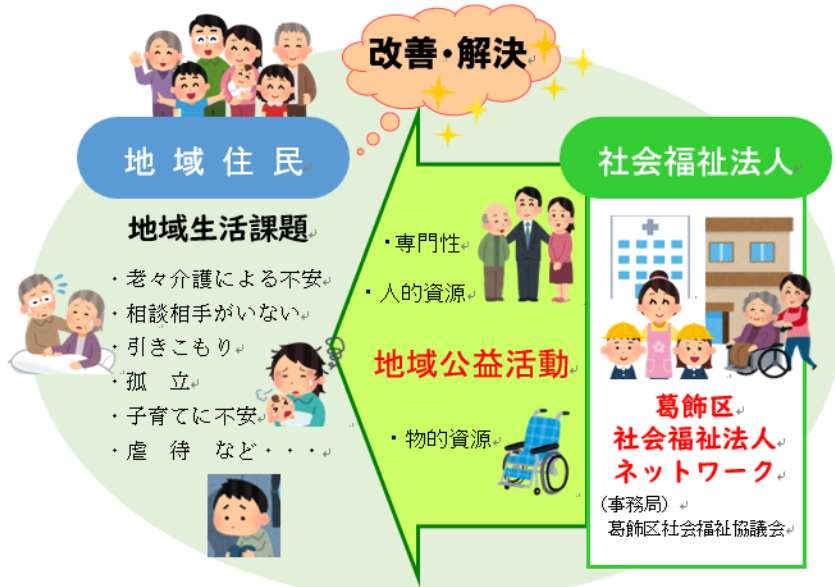 改善・解決
地 域 住 民
地域生活課題
・老々介護による不安
・相談相手がいない
・引きこもり
・孤　立
・子育てに不安
・虐　待　など・・・
・専門性
・人的資源
地域公益活動
・物的資源
社会福祉法人
葛飾区
社会福祉法人
ネットワーク
（事務局）
葛飾区社会福祉協議会